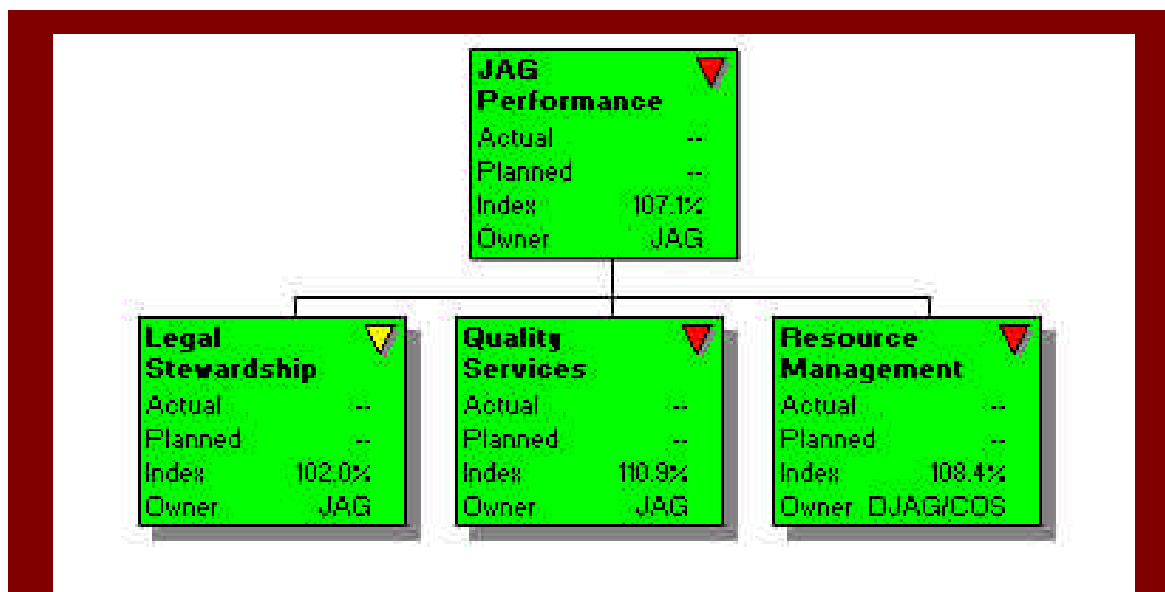 JAG
Performance
Actual --
Planned --
Index 107.1%
Owner JAG
Legal
Stewardship
Actual --
Planned --
Index 102.0%
Owner JAG
Quality
Services
Actual --
Planned --
Index 110.9%
Owner JAG
Resource
Management
Actual --
Planned --
Index 108.4%
Owner DJAG/COS